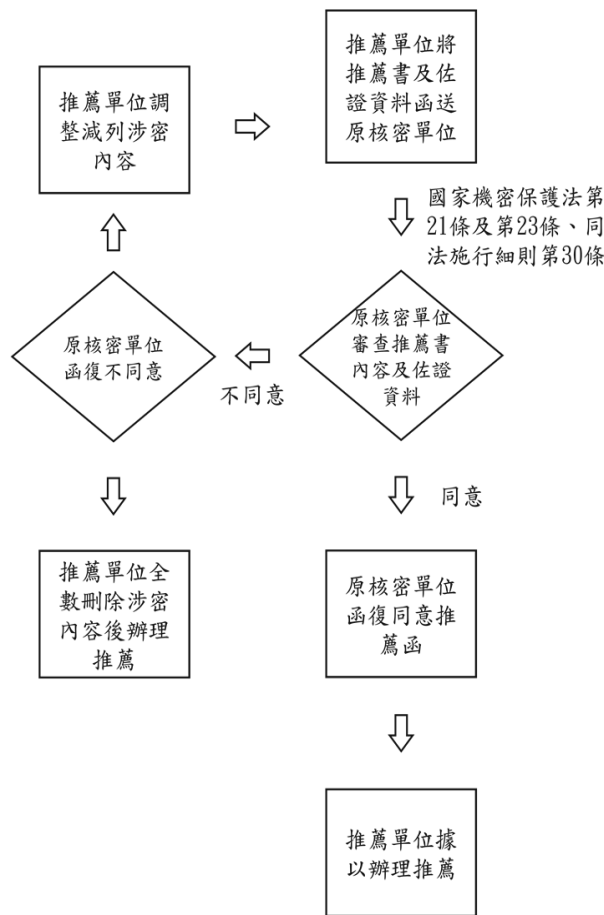 推薦單位將
推薦書及佐
證資料函送
原核密單位
推薦單位調
整減列涉密
內容
國家機密保護法第
21條及第23條、同
法施行細則第30條
原核密單位
審查推薦書
內容及佐證
資料
原核密單位
函復不同意
不同意
同意
推薦單位全
數刪除涉密
內容後辦理
推薦
原核密單位
函復同意推
薦函
推薦單位據
以辦理推薦